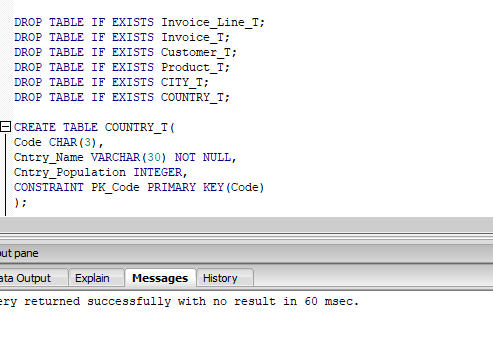 DROP TABLE IF EXISTS Invoice_Line_T;
DROP TABLE IF EXISTS Invoice_T;
DROP TABLE IF EXISTS Customer_T;
DROP TABLE IF EXISTS Product_T;
DROP TABLE IF EXISTS CITY_T;
DROP TABLE IF EXISTS COUNTRY_T;
CREATE TABLE COUNTRY_T(
Code CHAR(3),
Cntry_Name VARCHAR(30) NOT NULL,
Cntry_Population INTEGER,
CONSTRAINT PK_Code PRIMARY KEY(Code)
);
ut pane
ata Output Explain Messages History
ery returned successfully with no result in 60 msec.